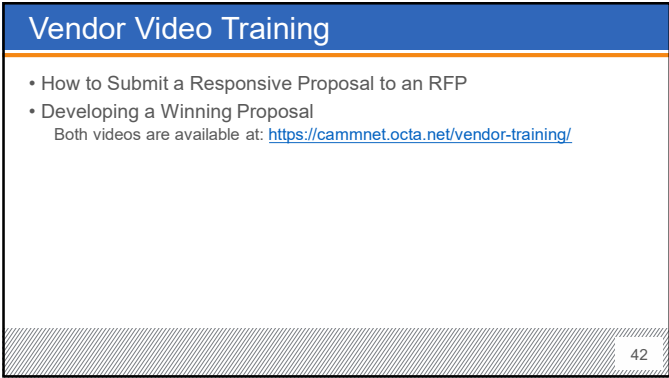 Vendor Video Training
• How to Submit a Responsive Proposal to an RFP
• Developing a Winning Proposal
Both videos are available at: https://cammnet.octa.net/vendor-training/
42